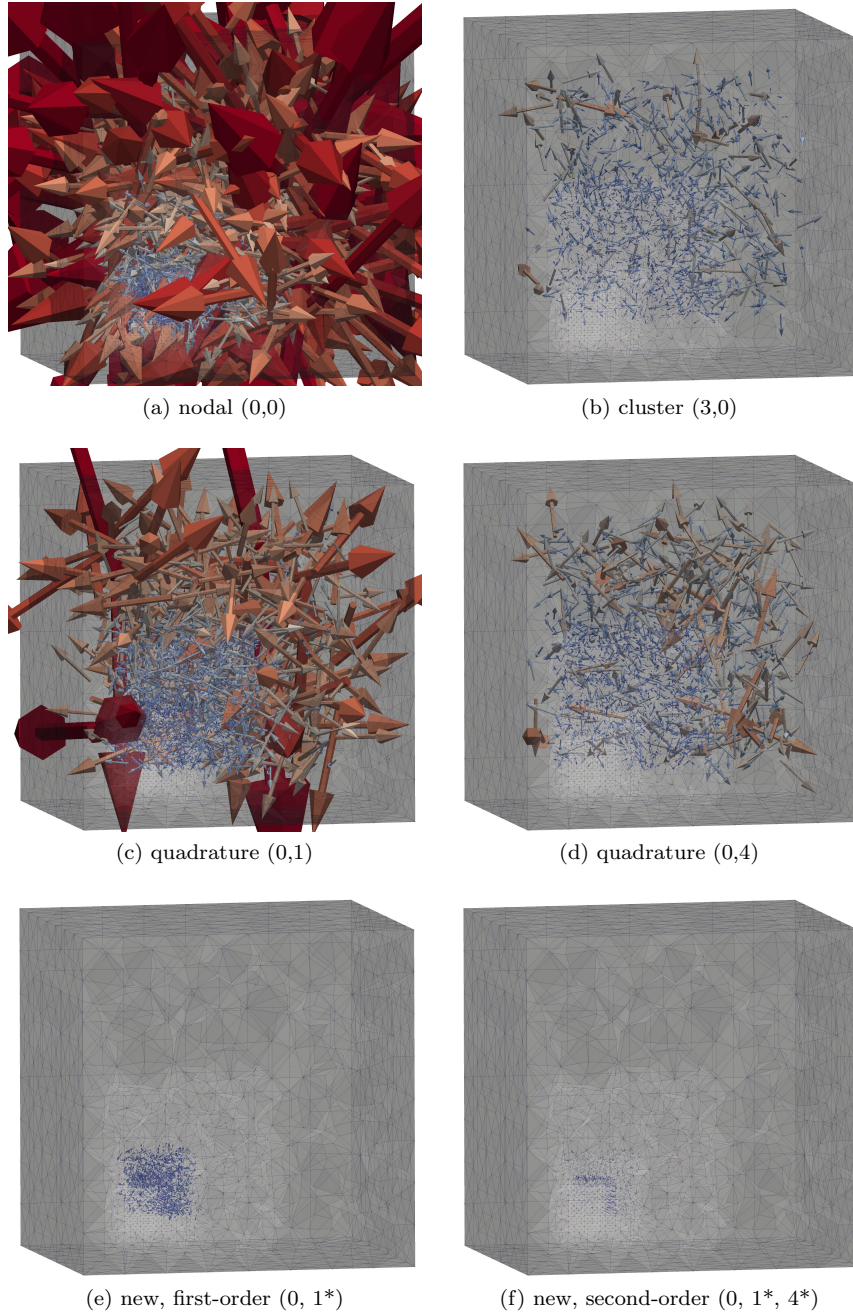 (a) nodal (0,0)
(b) cluster (3,0)
(c) quadrature (0,1)
(d) quadrature (0,4)
(e) new, first-order (0, 1*)
(f) new, second-order (0, 1*, 4*)